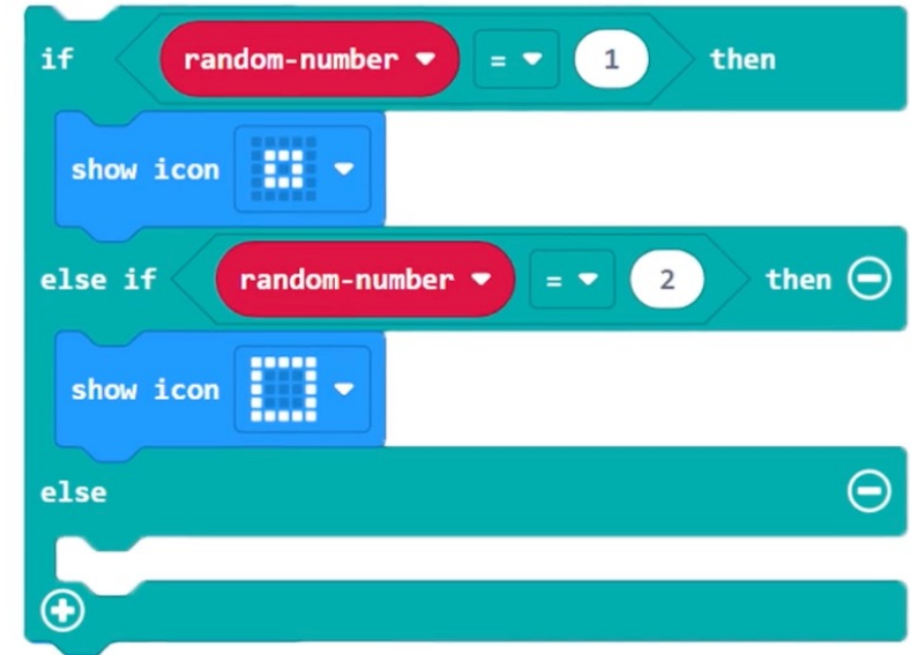 if random-number = 1 then
show icon
else if random-number = 2 then
show icon
else